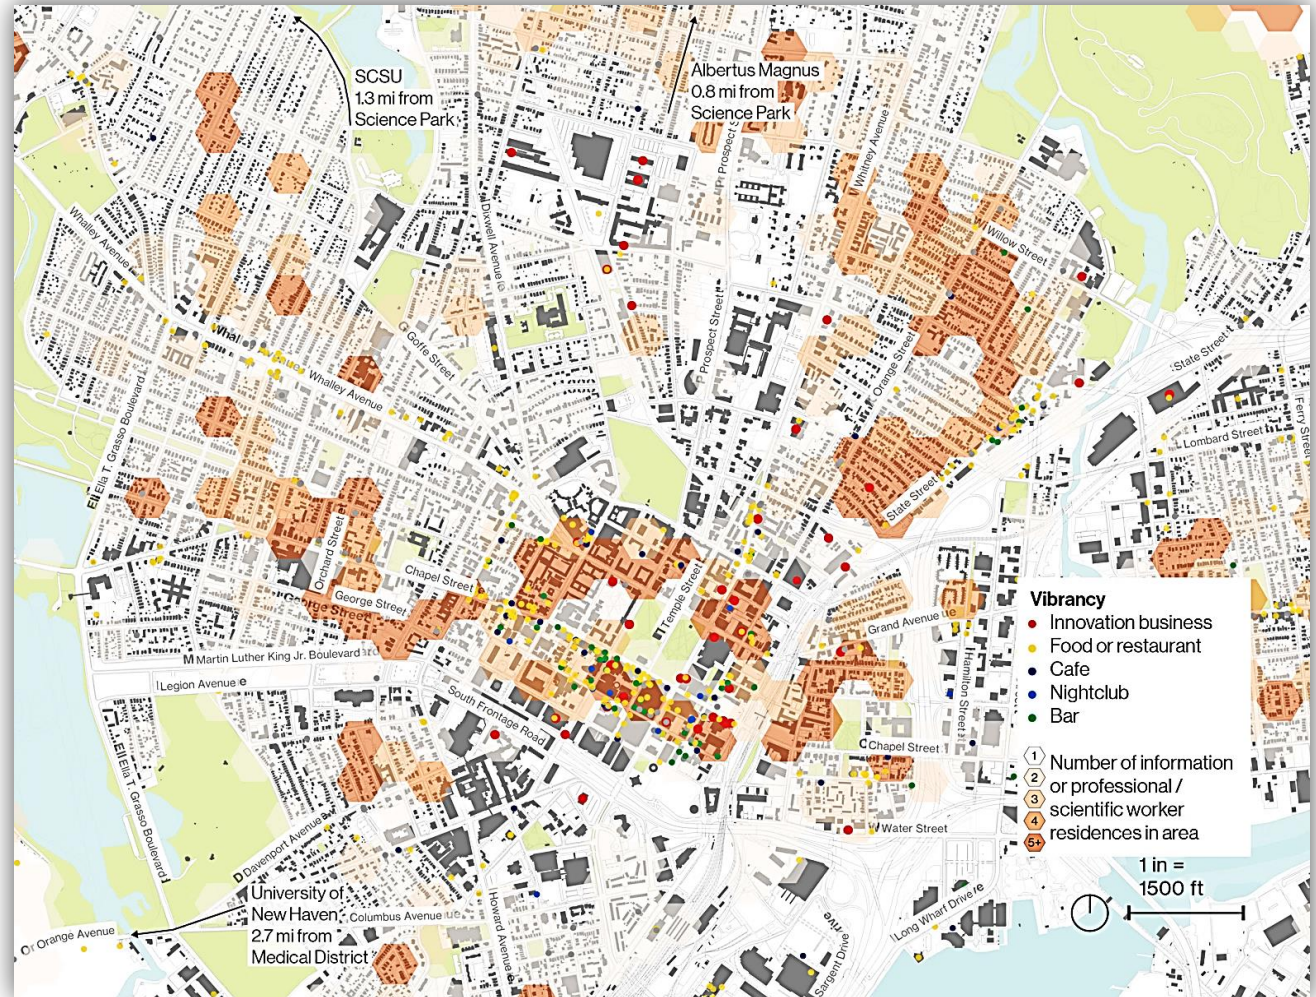 SCSU
1.3 mi from
Science Park
Albertus Magnus
0.8 mi from
Science Park
Prospect S
Whitney Avenue
Whalley Avenue
Dixwell Avenue
Willow Street
Goffe Street
Prospect Street
Orange Street
State Street
Whal
Whalley Avenue
Ella T. Grasso Boulevard
Ferry Street
Lombard Street
State Street
Orchard Street
Chapel Street
George Street
George Street
Temple Street
Grand Avenue
Martin Luther King Jr. Boulevard
Legion Avenue
Hamilton Street
South Frontage Road
Chapel Street
Ella T. Grasso Boulevard
Water Street
Davenport Avenue
Vibrancy
Innovation business
Food or restaurant
Cafe
Nightclub
Bar
1
2
3
4
5+
Number of information
or professional /
scientific worker
residences in area
1 in =
1500 ft
University of
New Haven
2.7 mi from
Medical District
Columbus Avenue
Howard Avenue
Orange Avenue
Long Wharf Drive
Sargent Drive